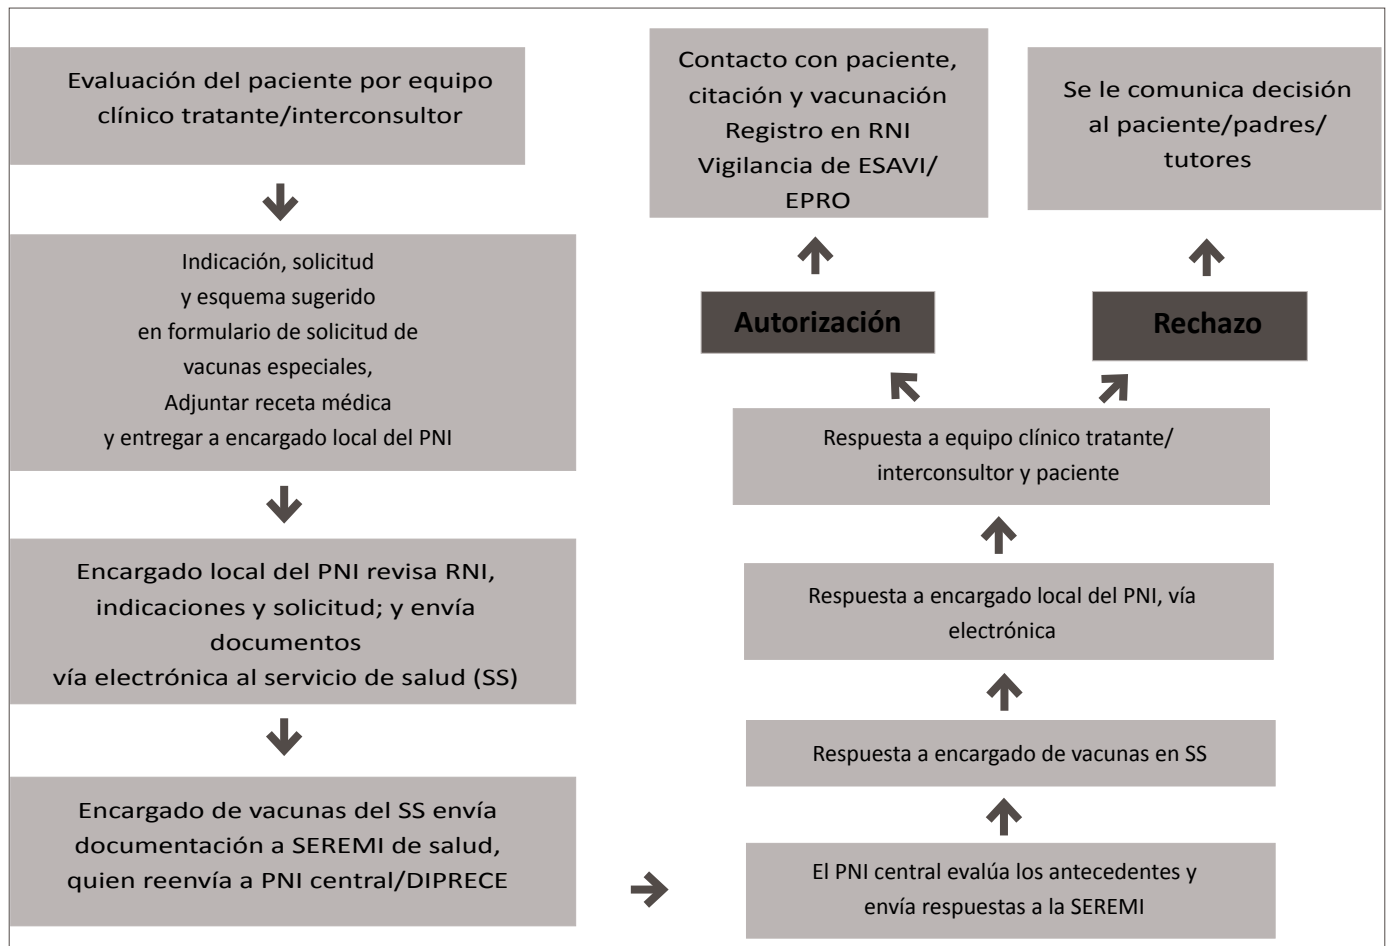 Evaluación del paciente por equipo
clínico tratante/interconsultor
Indicación, solicitud
y esquema sugerido
en formulario de solicitud de
vacunas especiales,
Adjuntar receta médica
y entregar a encargado local del PNI
Encargado local del PNI revisa RNI,
indicaciones y solicitud; y envía
documentos
vía electrónica al servicio de salud (SS)
Encargado de vacunas del SS envía
documentación a SEREMI de salud,
quien reenvía a PNI central/DIPRECE
El PNI central evalúa los antecedentes y
envía respuestas a la SEREMI
Respuesta a encargado de vacunas en SS
Respuesta a encargado local del PNI, vía
electrónica
Respuesta a equipo clínico tratante/
interconsultor y paciente
Autorización
Contacto con paciente,
citación y vacunación
Registro en RNI
Vigilancia de ESAVI/
EPRO
Rechazo
Se le comunica decisión
al paciente/padres/
tutores